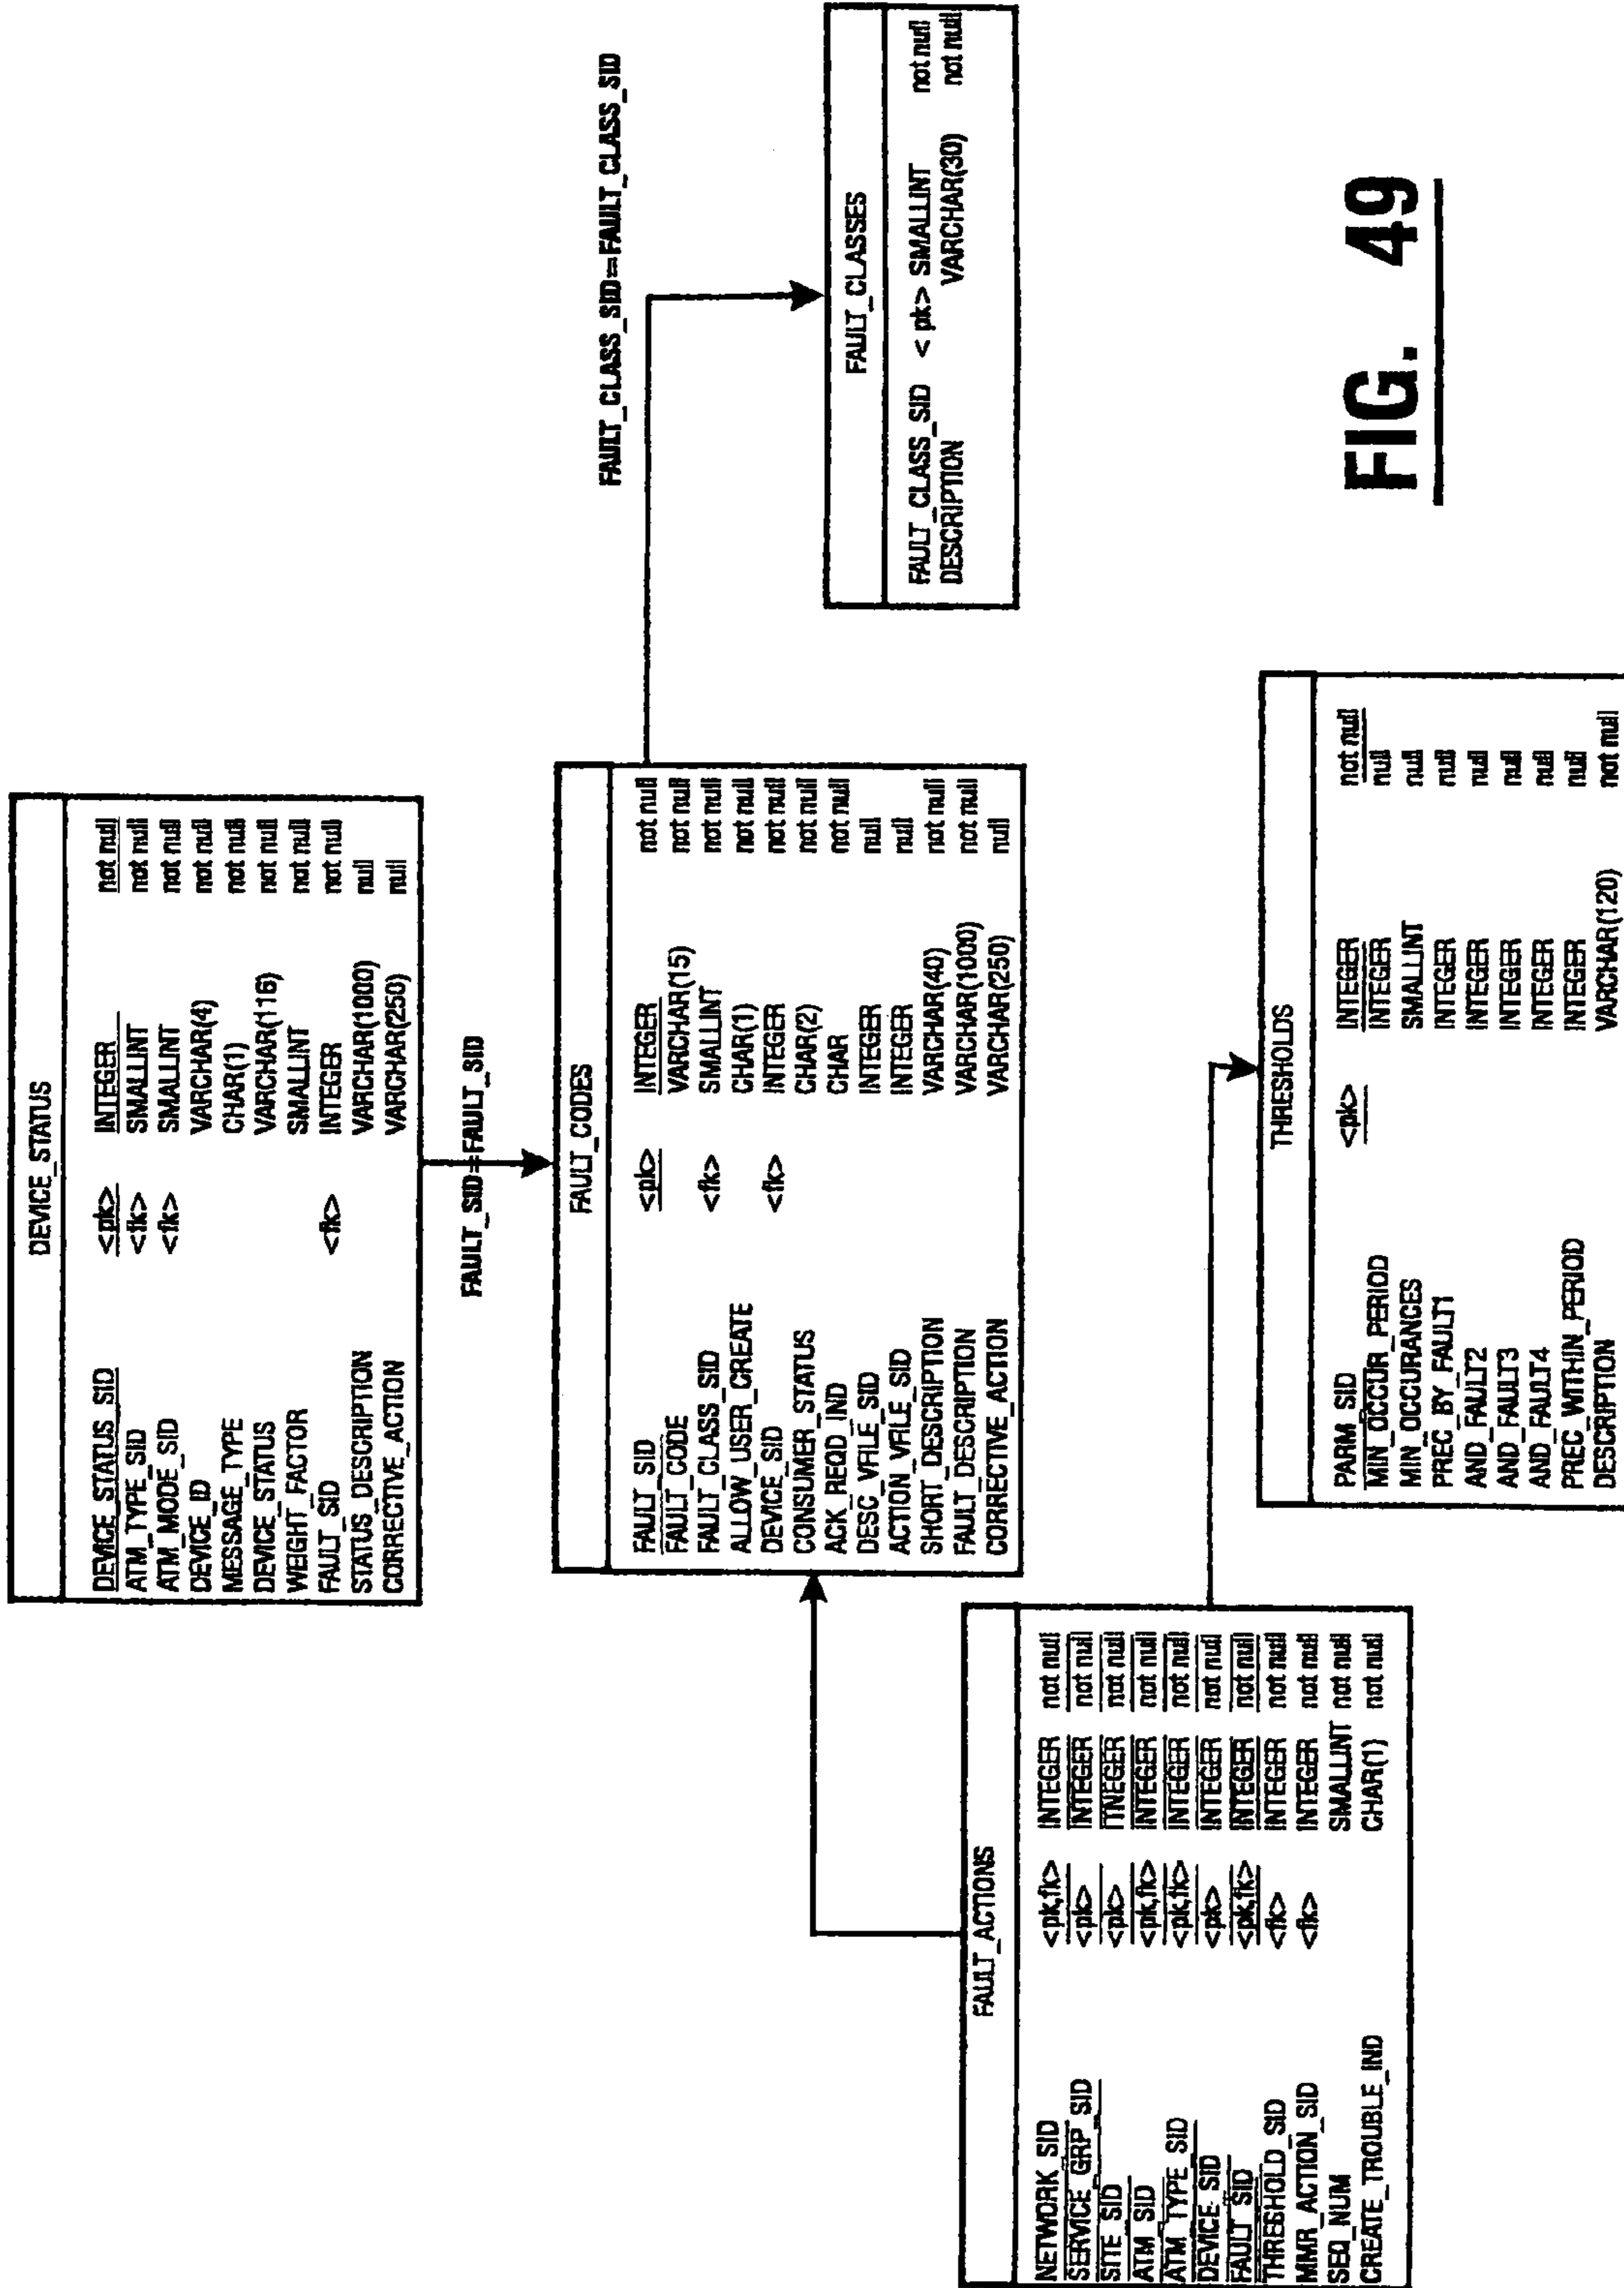 DEVICE_STATUS
DEVICE_STATUS_SID <pk> INTEGER not null
ATM_TYPE_SID <fk> SMALLINT not null
ATM_MODE_SID <fk> SMALLINT not null
DEVICE_ID VARCHAR(4) not null
MESSAGE_TYPE CHAR(1) not null
DEVICE_STATUS VARCHAR(116) not null
WEIGHT_FACTOR SMALLINT not null
FAULT_SID <fk> INTEGER not null
STATUS_DESCRIPTION VARCHAR(1000) null
CORRECTIVE_ACTION VARCHAR(250) null
FAULT_SID=FAULT_SID
FAULT_CLASS_SID=FAULT_CLASS_SID
FAULT_CODES
FAULT_SID <pk> INTEGER not null
FAULT_CODE VARCHAR(15) not null
FAULT_CLASS_SID <fk> SMALLINT not null
ALLOW_USER_CREATE CHAR(1) not null
DEVICE_SID <fk> INTEGER not null
CONSUMER_STATUS CHAR(2) not null
ACK_REQD_IND CHAR not null
DESC_VFILE_SID INTEGER null
ACTION_VFILE_SID INTEGER null
SHORT_DESCRIPTION VARCHAR(40) not null
FAULT_DESCRIPTION VARCHAR(1000) not null
CORRECTIVE_ACTION VARCHAR(250) null
FAULT_CLASSES
FAULT_CLASS_SID < pk> SMALLINT not null
DESCRIPTION VARCHAR(30) not null
FAULT_ACTIONS
NETWORK_SID <pk,fk> INTEGER not null
SERVICE_GRP_SID <pk> INTEGER not null
SITE_SID <pk> ITNEGER not null
ATM_SID <pk,fk> INTEGER not null
ATM_TYPE_SID <pk,fk> INTEGER not null
DEVICE_SID <pk> INTEGER not null
FAULT_SID <pk,fk> INTEGER not null
THRESHOLD_SID <fk> INTEGER not null
MMR_ACTION_SID <fk> INTEGER not null
SEQ_NUM SMALLINT not null
CREATE_TROUBLE_IND CHAR(1) not null
THRESHOLDS
PARM_SID <pk> INTEGER not null
MIN_OCCUR_PERIOD INTEGER null
MIN_OCCURANCES SMALLINT null
PREC_BY_FAULT1 INTEGER null
AND_FAULT2 INTEGER null
AND_FAULT3 INTEGER null
AND_FAULT4 INTEGER null
PREC_WITHIN_PERIOD INTEGER null
DESCRIPTION VARCHAR(120) not null
FIG. 49